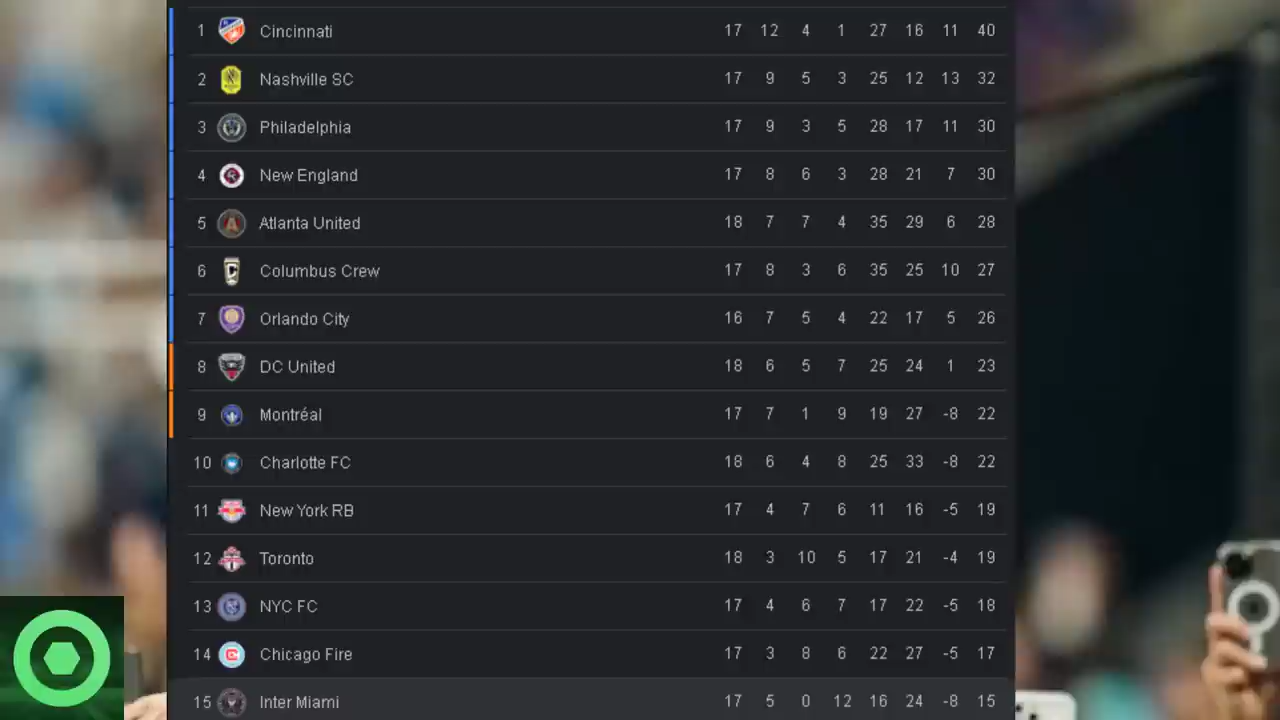 1 Cincinnati 17 12 4 1 27 16 11 40
2 Nashville SC 17 9 5 3 25 12 13 32
3 Philadelphia 17 9 3 5 28 17 11 30
4 New England 17 8 6 3 28 21 7 30
5 Atlanta United 18 7 7 4 35 29 6 28
6 Columbus Crew 17 8 3 6 35 25 10 27
7 Orlando City 16 7 5 4 22 17 5 26
8 DC United 18 6 5 7 25 24 1 23
9 Montréal 17 7 1 9 19 27 -8 22
10 Charlotte FC 18 6 4 8 25 33 -8 22
11 New York RB 17 4 7 6 11 16 -5 19
12 Toronto 18 3 10 5 17 21 -4 19
13 NYC FC 17 4 6 7 17 22 -5 18
14 Chicago Fire 17 3 8 6 22 27 -5 17
15 Inter Miami 17 5 0 12 16 24 -8 15